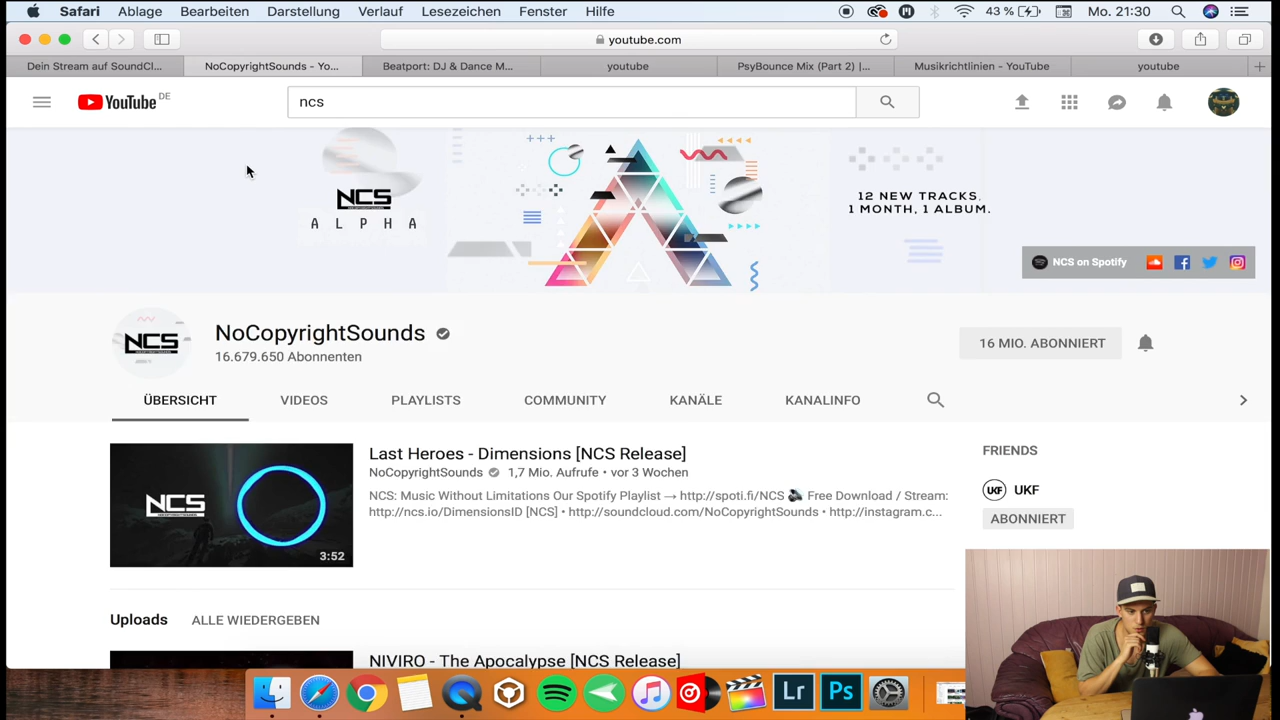 Safari Ablage Bearbeiten Darstellung Verlauf Lesezeichen Fenster Hilfe 43 % Mo. 21:30
youtube.com
Dein Stream auf SoundCl... NoCopyrightSounds - Yo... Beatport: DJ & Dance M... youtube PsyBounce Mix (Part 2) |... Musikrichtlinien - YouTube youtube
YouTube DE ncs
NCS
ALPHA
12 NEW TRACKS.
1 MONTH, 1 ALBUM.
NCS on Spotify
NCS
NoCopyrightSounds
16.679.650 Abonnenten
16 MIO. ABONNIERT
ÜBERSICHT VIDEOS PLAYLISTS COMMUNITY KANÄLE KANALINFO
NCS
3:52
Last Heroes - Dimensions [NCS Release]
NoCopyrightSounds 1,7 Mio. Aufrufe • vor 3 Wochen
NCS: Music Without Limitations Our Spotify Playlist → http://spoti.fi/NCS 🔊 Free Download / Stream:
http://ncs.io/DimensionsID [NCS] • http://soundcloud.com/NoCopyrightSounds • http://instagram.c...
FRIENDS
UKF UKF
ABONNIERT
Uploads ALLE WIEDERGEBEN
NIVIRO - The Apocalypse [NCS Release]
Lr Ps